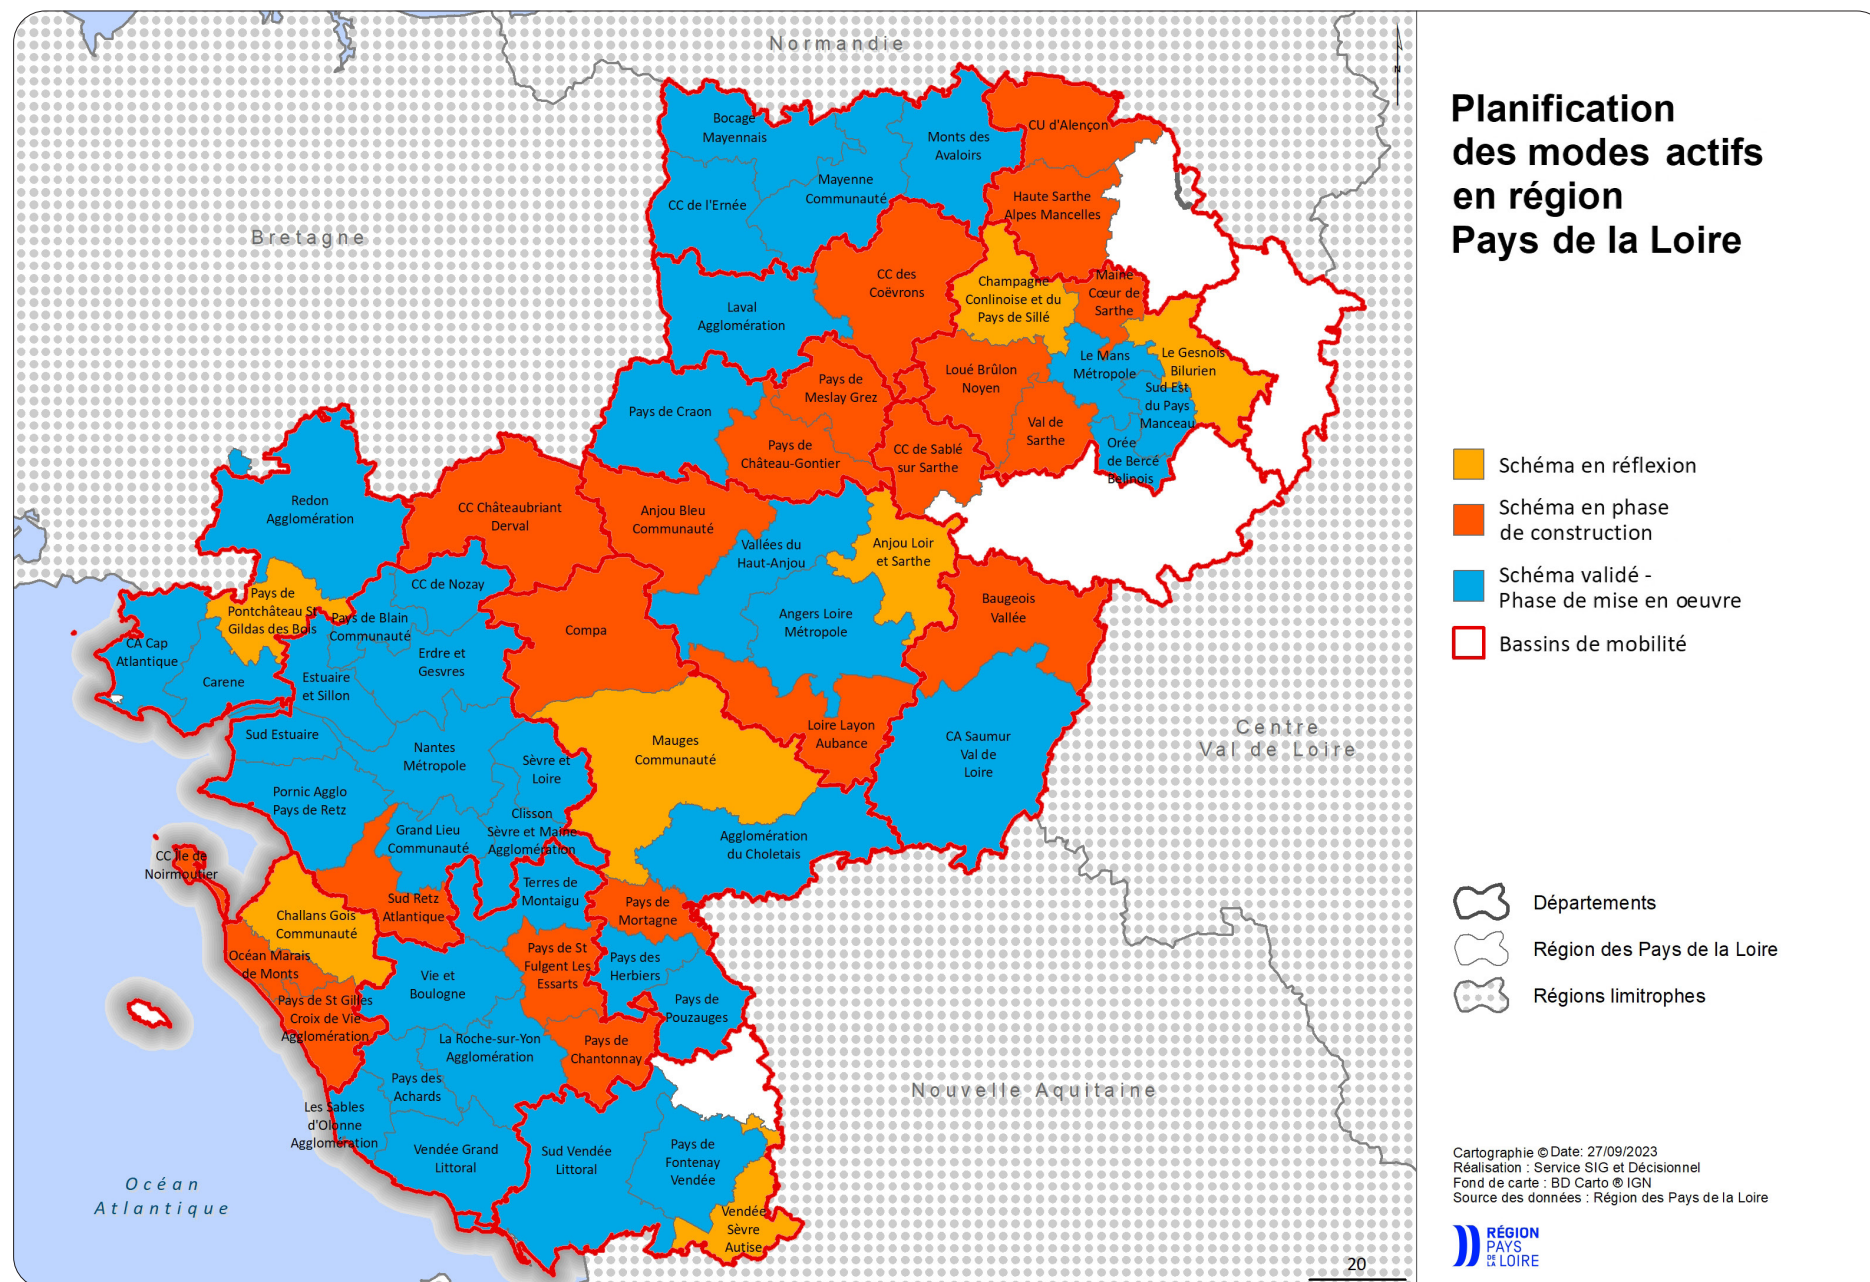 Normandie
Bretagne
Centre
Val de Loire
Nouvelle Aquitaine
Océan
Atlantique
N
Bocage
Mayennais
Monts des
Avaloirs
CU d'Alençon
CC de l'Ernée
Mayenne
Communauté
Haute Sarthe
Alpes Mancelles
CC des
Coëvrons
Champagne
Conlinoise et du
Pays de Sillé
Maine
Cœur de
Sarthe
Laval
Agglomération
Le Mans
Métropole
Le Gesnois
Bilurien
Sud Est
du Pays
Manceau
Loué Brûlon
Noyen
Pays de
Meslay Grez
Pays de Craon
Val de
Sarthe
Orée
de Bercé
Belinois
Pays de
Château-Gontier
CC de Sablé
sur Sarthe
Redon
Agglomération
CC Châteaubriant
Derval
Anjou Bleu
Communauté
Vallées du
Haut-Anjou
Anjou Loir
et Sarthe
CC de Nozay
Pays de
Pontchâteau St
Gildas des Bois
Pays de Blain
Communauté
Compa
Angers Loire
Métropole
Baugeois
Vallée
CA Cap
Atlantique
Carene
Estuaire
et Sillon
Erdre et
Gesvres
Sud Estuaire
Nantes
Métropole
Sèvre et
Loire
Mauges
Communauté
Loire Layon
Aubance
CA Saumur
Val de
Loire
Pornic Agglo
Pays de Retz
Grand Lieu
Communauté
Clisson
Sèvre et Maine
Agglomération
Agglomération
du Choletais
CC Île de
Noirmoutier
Sud Retz
Atlantique
Terres de
Montaigu
Pays de
Mortagne
Challans Gois
Communauté
Océan Marais
de Monts
Vie et
Boulogne
Pays de St
Fulgent Les
Essarts
Pays des
Herbiers
Pays de
Pouzauges
Pays de St Gilles
Croix de Vie
Agglomération
La Roche-sur-Yon
Agglomération
Pays de
Chantonnay
Pays des
Achards
Les Sables
d'Olonne
Agglomération
Vendée Grand
Littoral
Sud Vendée
Littoral
Pays de
Fontenay
Vendée
Vendée
Sèvre
Autise
Planification
des modes actifs
en région
Pays de la Loire
Schéma en réflexion
Schéma en phase
de construction
Schéma validé -
Phase de mise en œuvre
Bassins de mobilité
Départements
Région des Pays de la Loire
Régions limitrophes
Cartographie © Date: 27/09/2023
Réalisation : Service SIG et Décisionnel
Fond de carte : BD Carto ® IGN
Source des données : Région des Pays de la Loire
RÉGION
PAYS
DE LA LOIRE
20